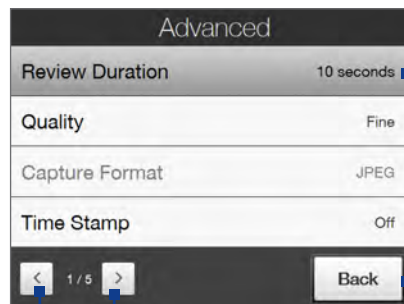 Advanced
Review Duration 10 seconds
Quality Fine
Capture Format JPEG
Time Stamp Off
< 1/5 > Back